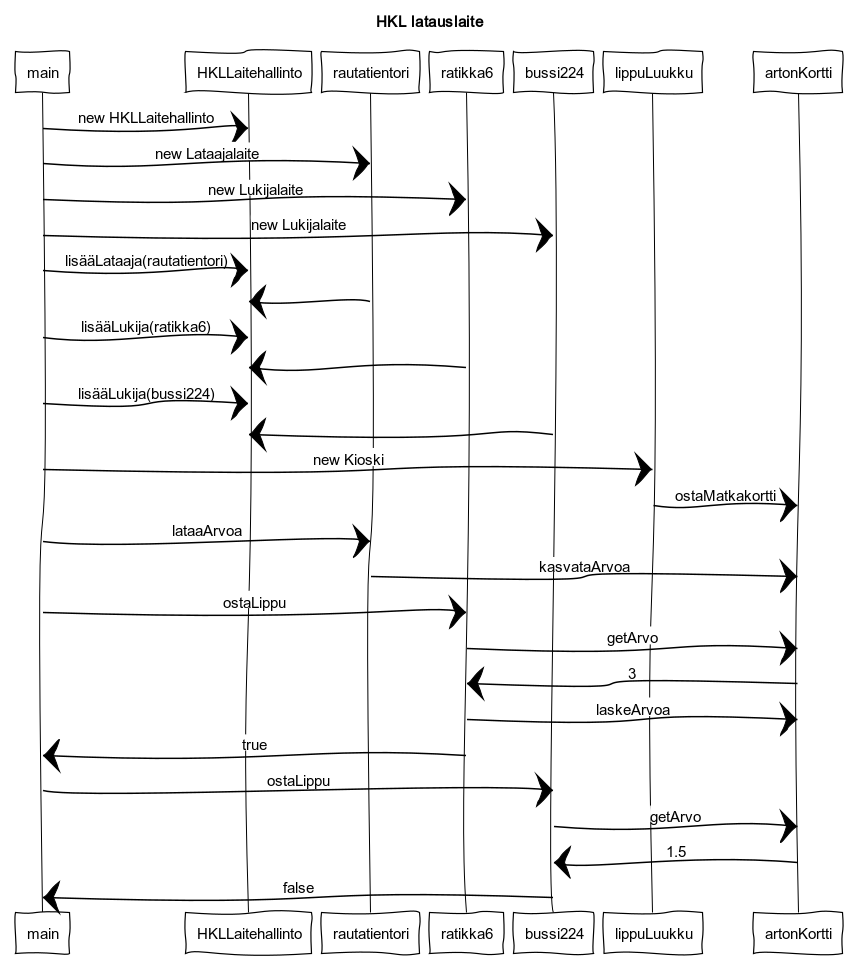 HKL latauslaite
main HKLLaitehallinto rautatientori ratikka6 bussi224 lippuLuukku artonKortti
new HKLLaitehallinto
new Lataajalaite
new Lukijalaite
new Lukijalaite
lisääLataaja(rautatientori)
lisääLukija(ratikka6)
lisääLukija(bussi224)
new Kioski
ostaMatkakortti
lataaArvoa
kasvataArvoa
ostaLippu
getArvo
3
laskeArvoa
true
ostaLippu
getArvo
1.5
false
main HKLLaitehallinto rautatientori ratikka6 bussi224 lippuLuukku artonKortti